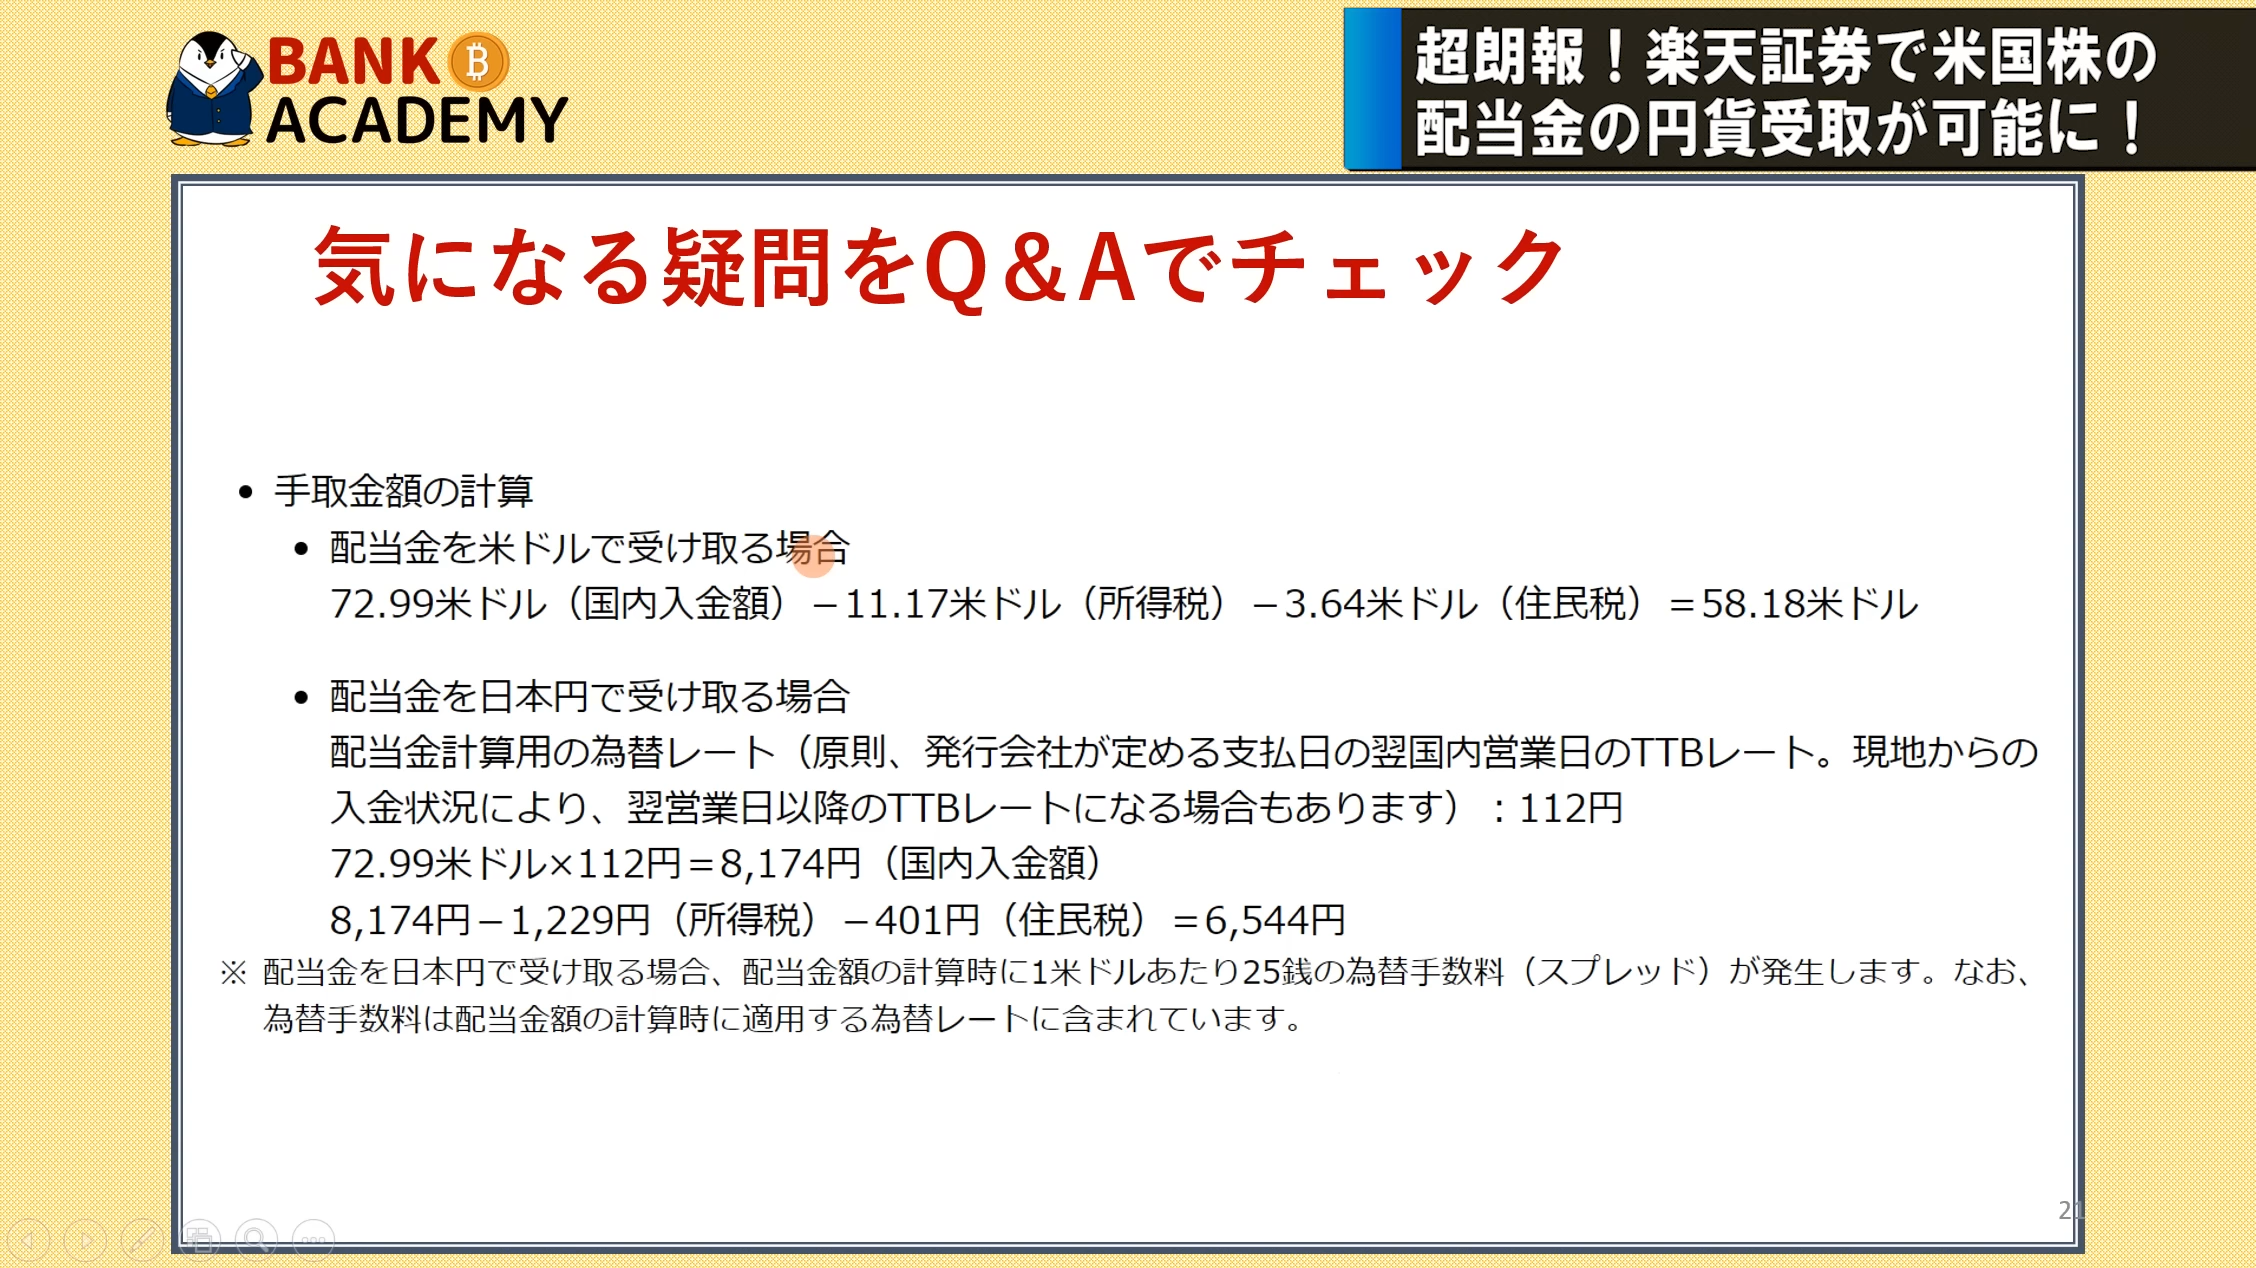 BANK
ACADEMY
超朗報！楽天証券で米国株の
配当金の円貨受取が可能に！
気になる疑問をQ＆Aでチェック
• 手取金額の計算
• 配当金を米ドルで受け取る場合
72.99米ドル（国内入金額）－11.17米ドル（所得税）－3.64米ドル（住民税）＝58.18米ドル
• 配当金を日本円で受け取る場合
配当金計算用の為替レート（原則、発行会社が定める支払日の翌国内営業日のTTBレート。現地からの
入金状況により、翌営業日以降のTTBレートになる場合もあります）：112円
72.99米ドル×112円＝8,174円（国内入金額）
8,174円－1,229円（所得税）－401円（住民税）＝6,544円
※ 配当金を日本円で受け取る場合、配当金額の計算時に1米ドルあたり25銭の為替手数料（スプレッド）が発生します。なお、
為替手数料は配当金額の計算時に適用する為替レートに含まれています。
21